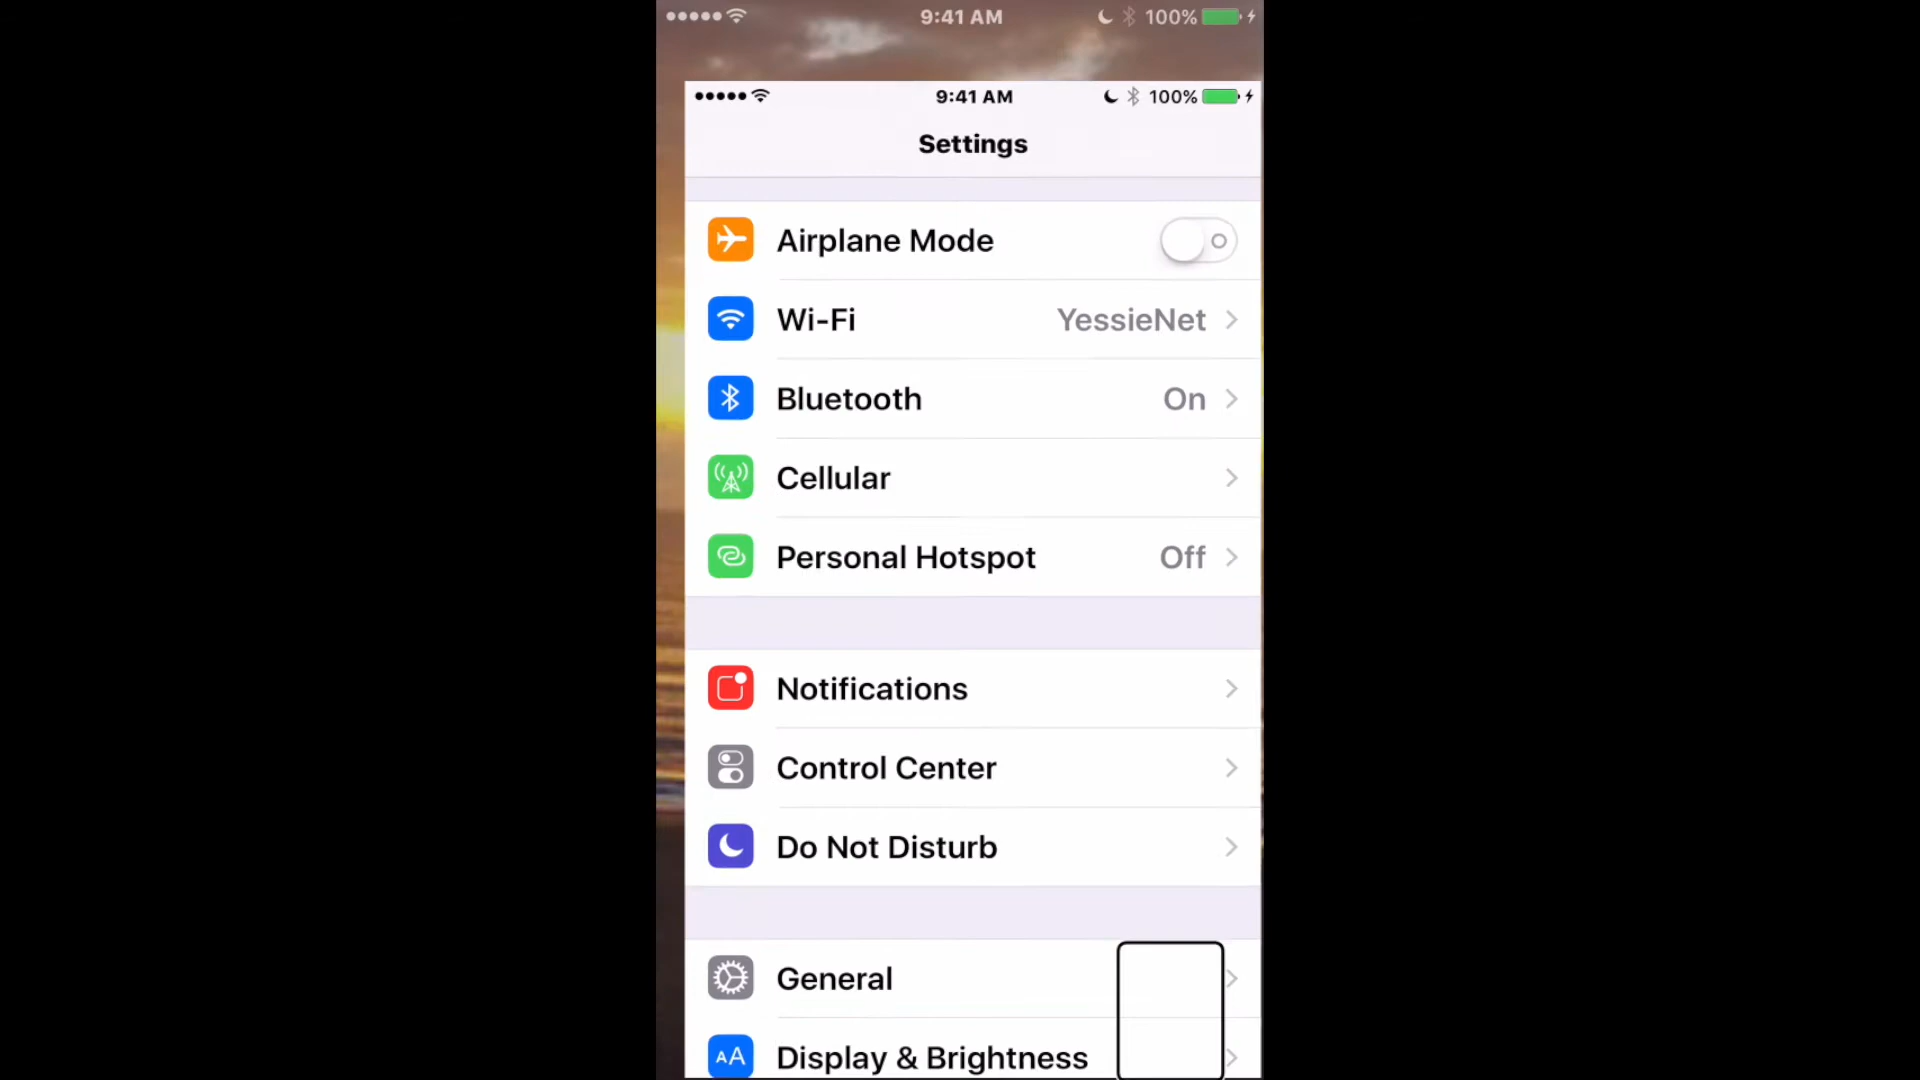 9:41 AM 100%
9:41 AM 100%
Settings
Airplane Mode
Wi-Fi YessieNet
Bluetooth On
Cellular
Personal Hotspot Off
Notifications
Control Center
Do Not Disturb
General
AA Display & Brightness